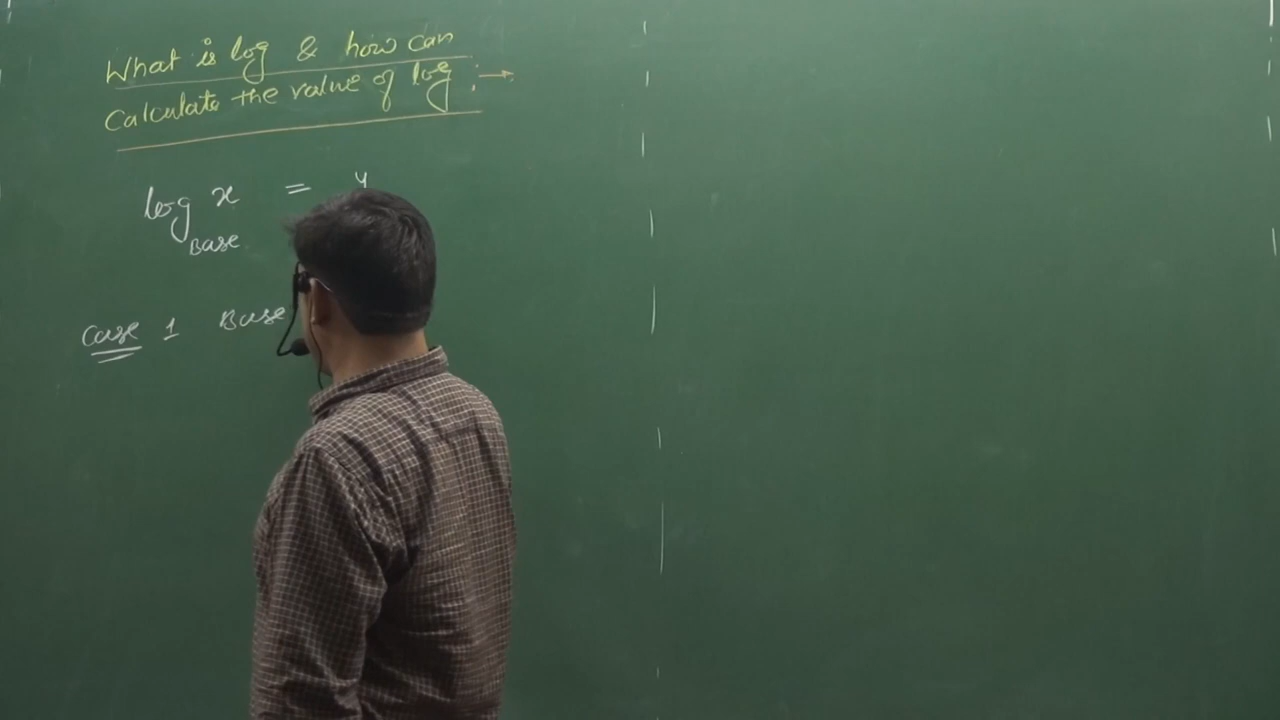 What is log & how can
Calculate the value of log :→
log x = y
Base
Case 1 Base